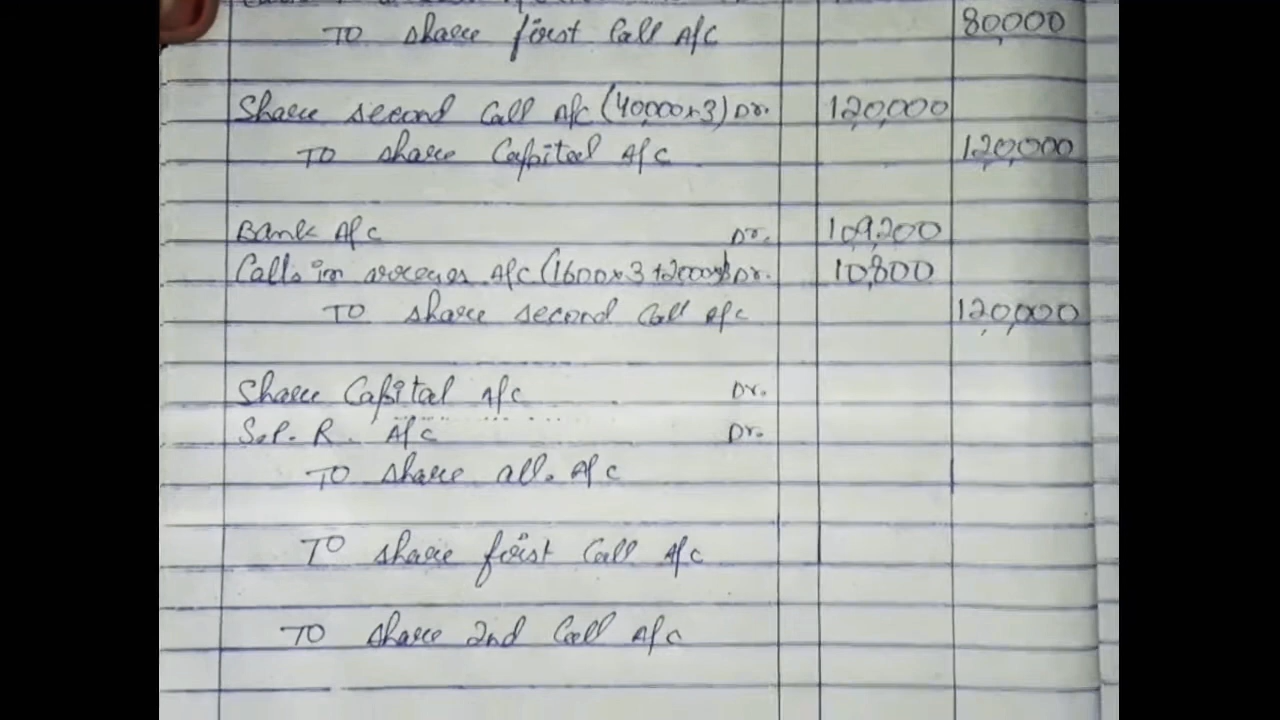 To share first Call A/C 80,000
Share second Call A/C (40,000×3) Dr. 120,000
To share Capital A/C 120,000
Bank A/C Dr. 109,200
Calls in arrears A/C (1600×3 +2000×3) Dr. 10,800
To share second Call A/C 120,000
Share Capital A/C Dr.
S.P. R. A/C Dr.
To share all. A/C
To share first Call A/C
To share 2nd Call A/C